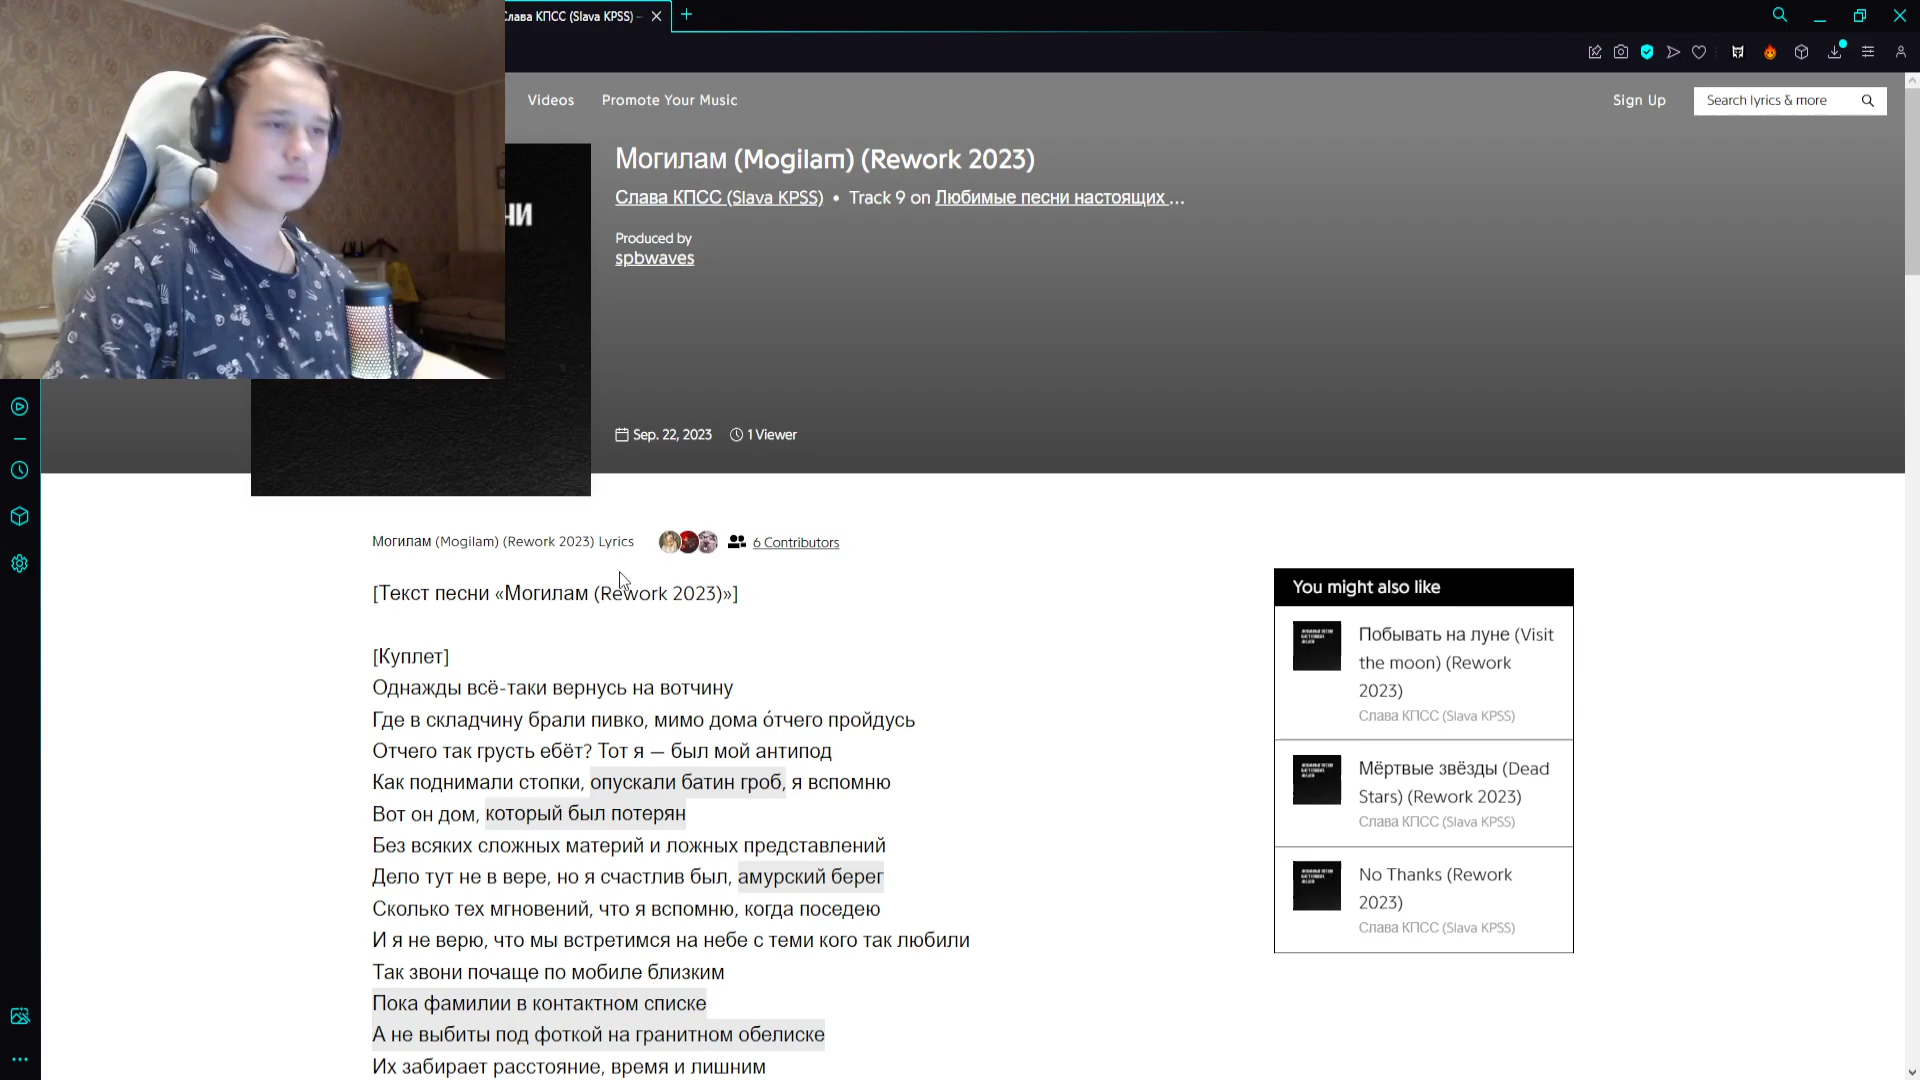 Слава КПСС (Slava KPSS) –
Videos
Promote Your Music
Sign Up
Search lyrics & more
НИ
Могилам (Mogilam) (Rework 2023)
Слава КПСС (Slava KPSS) • Track 9 on Любимые песни настоящих ...
Produced by
spbwaves
Sep. 22, 2023
1 Viewer
Могилам (Mogilam) (Rework 2023) Lyrics
6 Contributors
[Текст песни «Могилам (Rework 2023)»]
[Куплет]
Однажды всё-таки вернусь на вотчину
Где в складчину брали пивко, мимо дома о́тчего пройдусь
Отчего так грусть ебёт? Тот я — был мой антипод
Как поднимали стопки, опускали батин гроб, я вспомню
Вот он дом, который был потерян
Без всяких сложных материй и ложных представлений
Дело тут не в вере, но я счастлив был, амурский берег
Сколько тех мгновений, что я вспомню, когда поседею
И я не верю, что мы встретимся на небе с теми кого так любили
Так звони почаще по мобиле близким
Пока фамилии в контактном списке
А не выбиты под фоткой на гранитном обелиске
Их забирает расстояние, время и лишним
You might also like
Побывать на луне (Visit
the moon) (Rework
2023)
Слава КПСС (Slava KPSS)
Мёртвые звёзды (Dead
Stars) (Rework 2023)
Слава КПСС (Slava KPSS)
No Thanks (Rework
2023)
Слава КПСС (Slava KPSS)